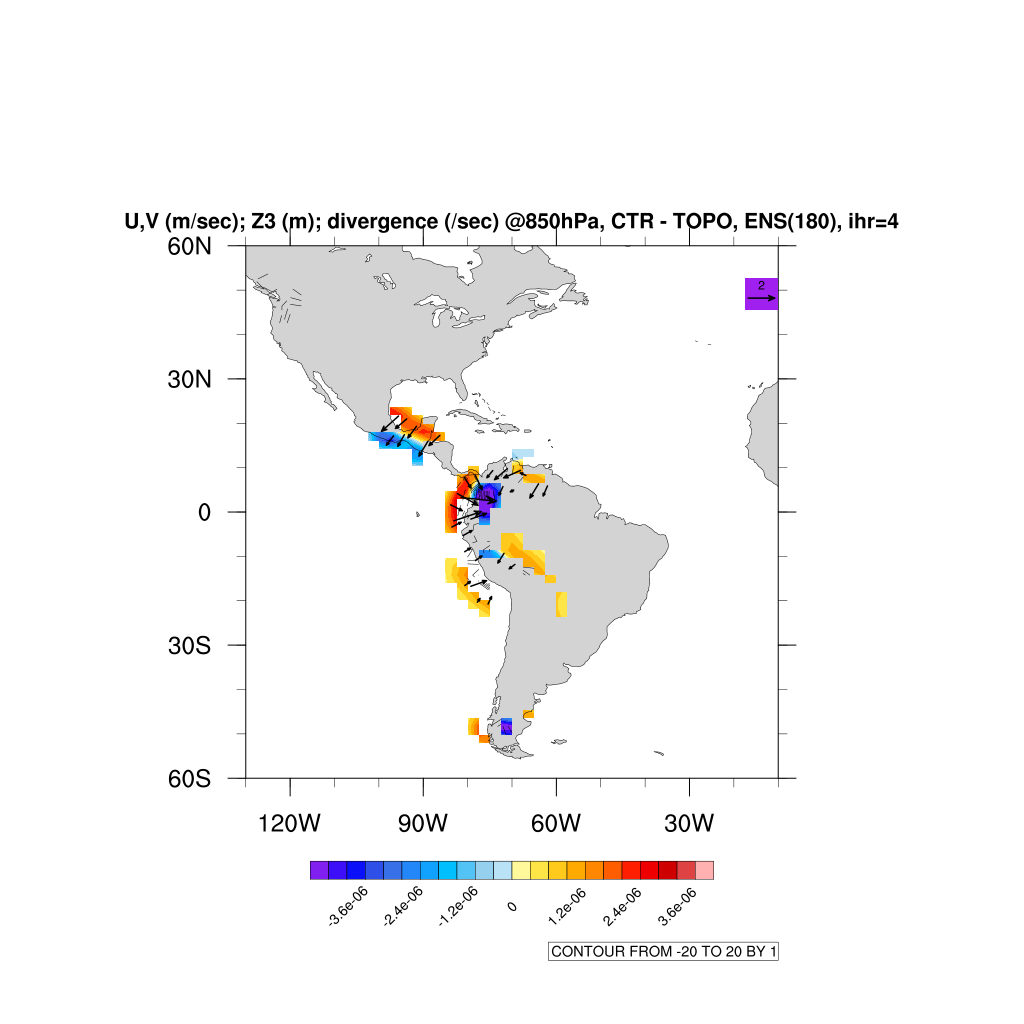 U,V (m/sec); Z3 (m); divergence (/sec) @850hPa, CTR - TOPO, ENS(180), ihr=4
60N
2
30N
0
30S
60S
120W 90W 60W 30W
-3.6e-06 -2.4e-06 -1.2e-06 0 1.2e-06 2.4e-06 3.6e-06
CONTOUR FROM -20 TO 20 BY 1